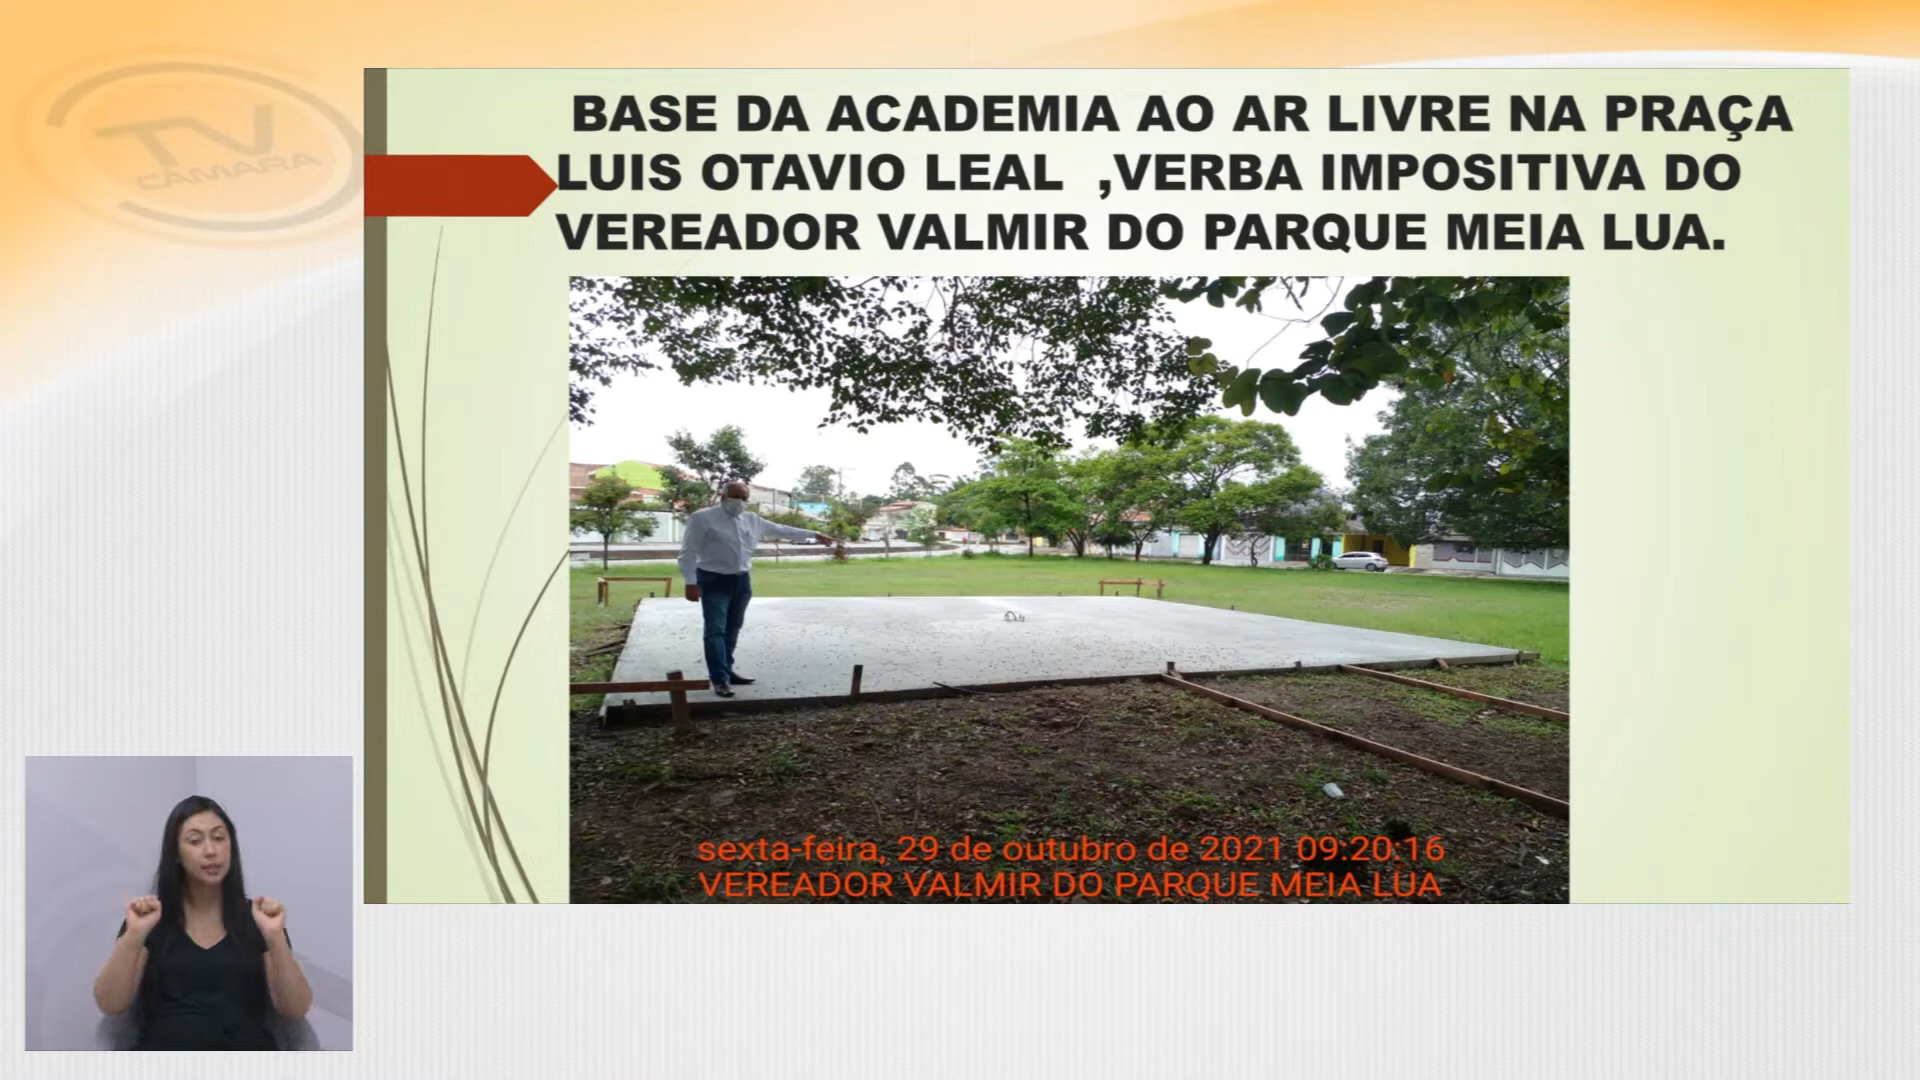 TV
CÂMARA
BASE DA ACADEMIA AO AR LIVRE NA PRAÇA
LUIS OTAVIO LEAL ,VERBA IMPOSITIVA DO
VEREADOR VALMIR DO PARQUE MEIA LUA.
sexta-feira, 29 de outubro de 2021 09:20:16
VEREADOR VALMIR DO PARQUE MEIA LUA